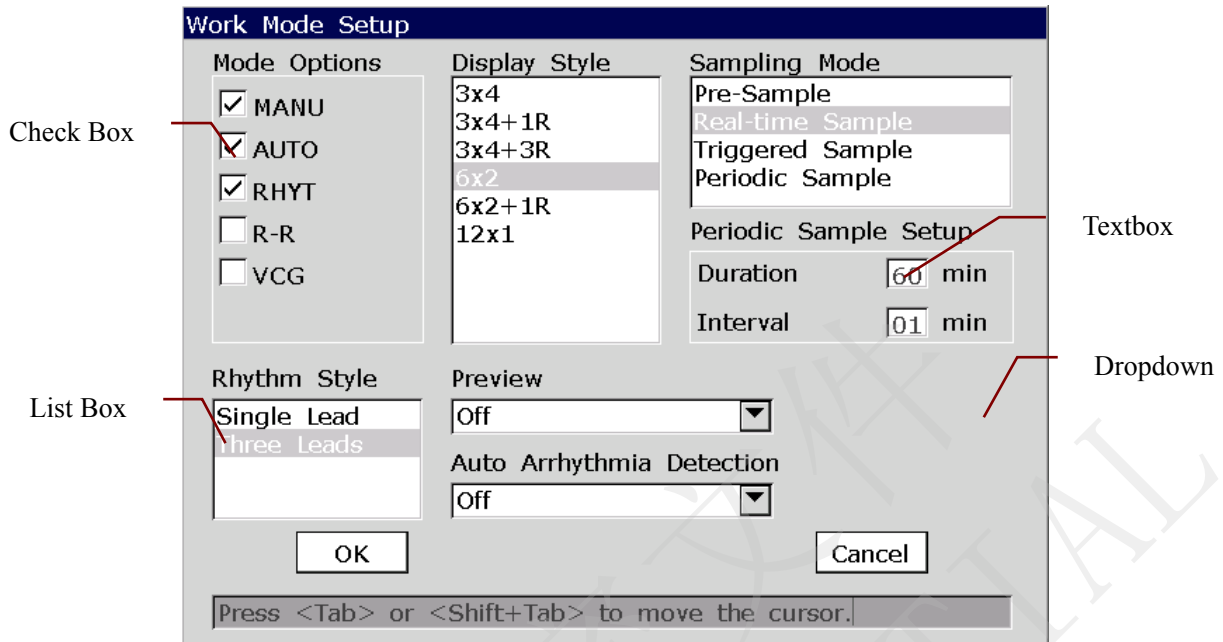 Work Mode Setup
Mode Options
MANU
AUTO
RHYT
R-R
VCG
Display Style
3x4
3x4+1R
3x4+3R
6x2
6x2+1R
12x1
Sampling Mode
Pre-Sample
Real-time Sample
Triggered Sample
Periodic Sample
Periodic Sample Setup
Duration 60 min
Interval 01 min
Rhythm Style
Single Lead
Three Leads
Preview
Off
Auto Arrhythmia Detection
Off
OK
Cancel
Press <Tab> or <Shift+Tab> to move the cursor.
Check Box
List Box
Textbox
Dropdown
文件
TIAL